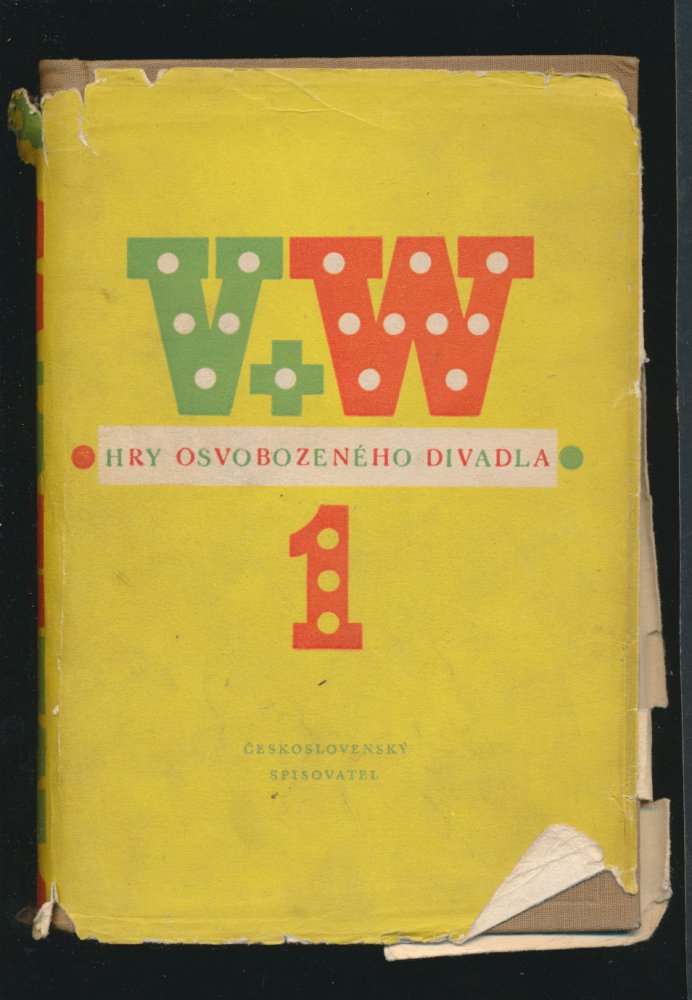 V+W
HRY OSVOBOZENÉHO DIVADLA
1
ČESKOSLOVENSKÝ
SPISOVATEL